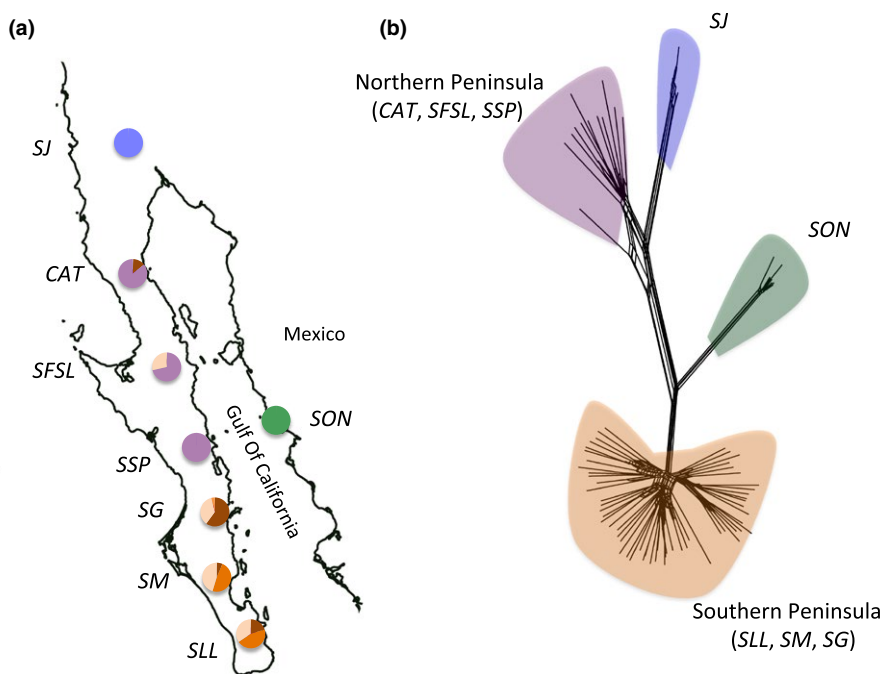 (a)
SJ
CAT
SFSL
SSP
SG
SM
SLL
Mexico
SON
Gulf Of California
(b)
SJ
Northern Peninsula
(CAT, SFSL, SSP)
SON
Southern Peninsula
(SLL, SM, SG)